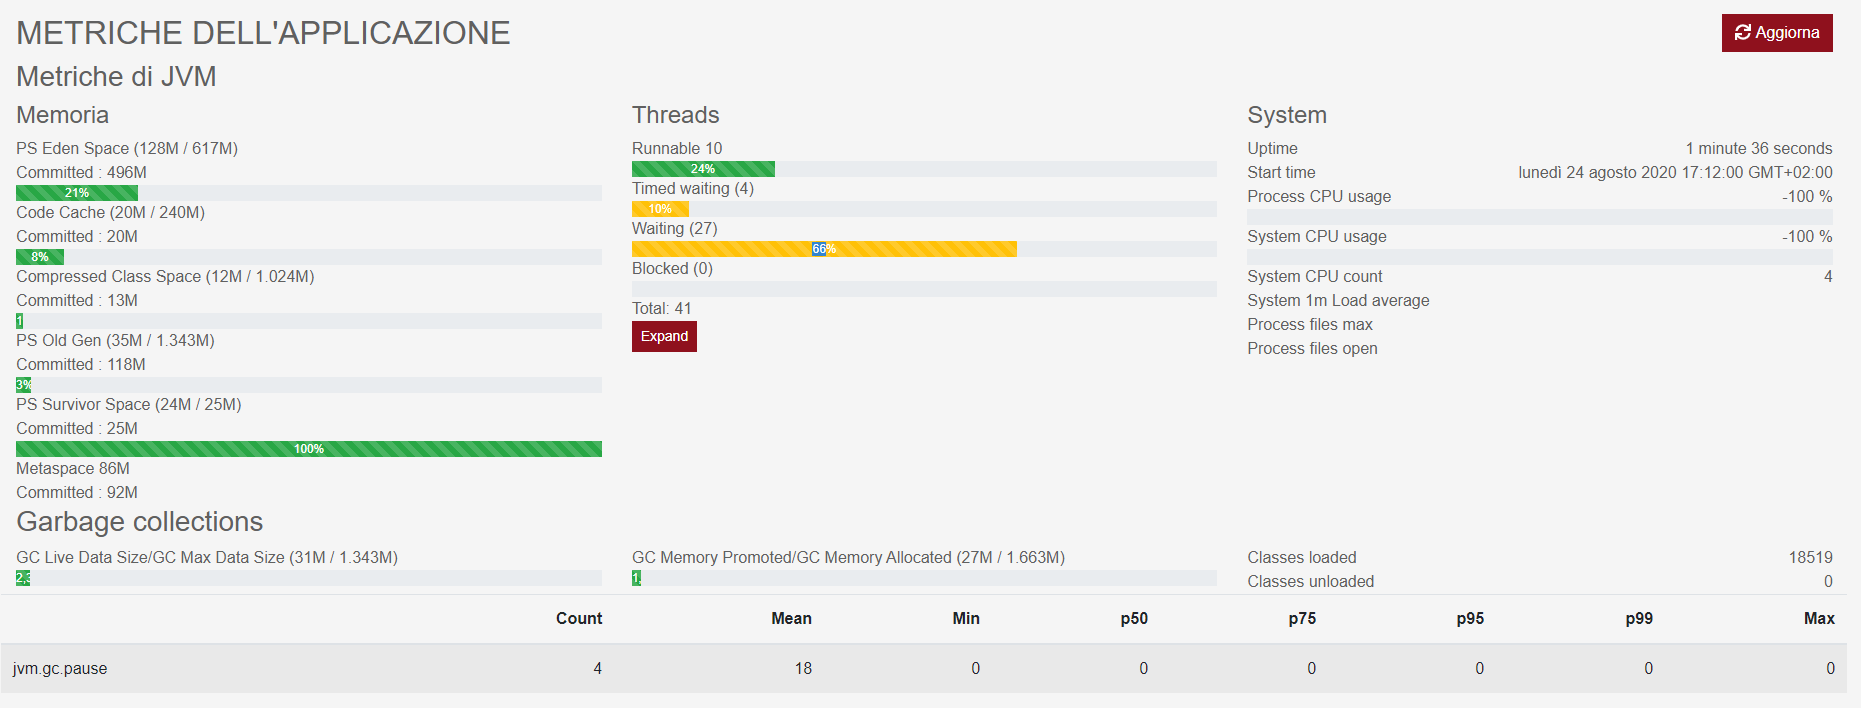 METRICHE DELL'APPLICAZIONE
Aggiorna
Metriche di JVM
Memoria
PS Eden Space (128M / 617M)
Committed : 496M
21%
Code Cache (20M / 240M)
Committed : 20M
8%
Compressed Class Space (12M / 1.024M)
Committed : 13M
1
PS Old Gen (35M / 1.343M)
Committed : 118M
3%
PS Survivor Space (24M / 25M)
Committed : 25M
100%
Metaspace 86M
Committed : 92M
Threads
Runnable 10
24%
Timed waiting (4)
10%
Waiting (27)
66%
Blocked (0)
Total: 41
Expand
System
Uptime 1 minute 36 seconds
Start time lunedì 24 agosto 2020 17:12:00 GMT+02:00
Process CPU usage -100 %
System CPU usage -100 %
System CPU count 4
System 1m Load average
Process files max
Process files open
Garbage collections
GC Live Data Size/GC Max Data Size (31M / 1.343M)
2,3
GC Memory Promoted/GC Memory Allocated (27M / 1.663M)
1,
Classes loaded 18519
Classes unloaded 0
Count Mean Min p50 p75 p95 p99 Max
jvm.gc.pause 4 18 0 0 0 0 0 0